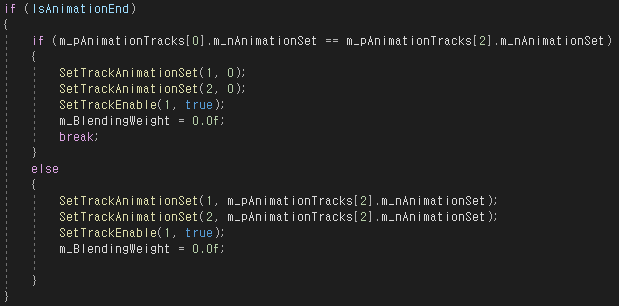 if (IsAnimationEnd)
{
if (m_pAnimationTracks[0].m_nAnimationSet == m_pAnimationTracks[2].m_nAnimationSet)
{
SetTrackAnimationSet(1, 0);
SetTrackAnimationSet(2, 0);
SetTrackEnable(1, true);
m_BlendingWeight = 0.0f;
break;
}
else
{
SetTrackAnimationSet(1, m_pAnimationTracks[2].m_nAnimationSet);
SetTrackAnimationSet(2, m_pAnimationTracks[2].m_nAnimationSet);
SetTrackEnable(1, true);
m_BlendingWeight = 0.0f;
}
}